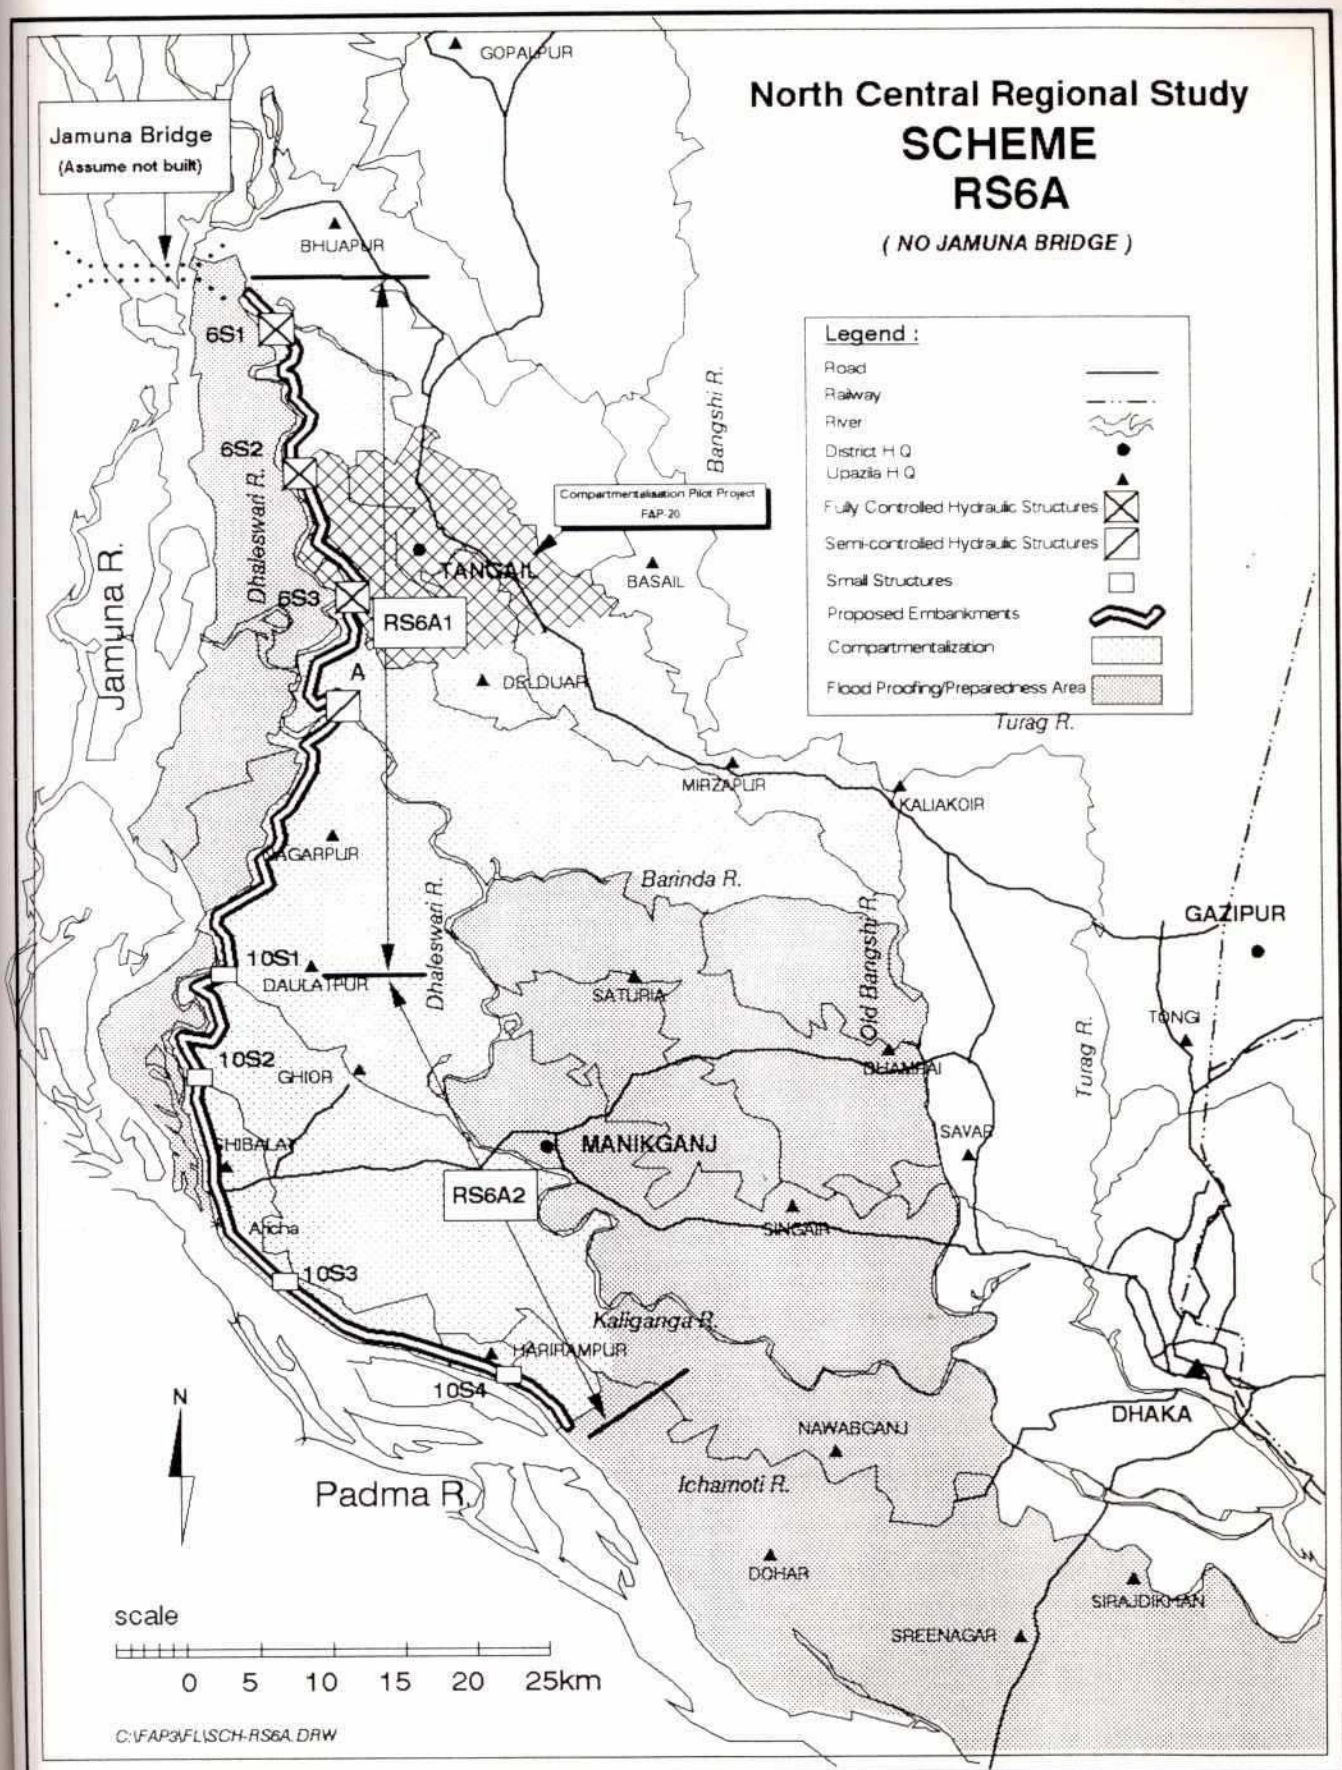 North Central Regional Study
SCHEME
RS6A
( NO JAMUNA BRIDGE )
GOPALPUR
Jamuna Bridge
(Assume not built)
BHUAPUR
6S1
6S2
6S3
Dhaleswari R.
Jamuna R.
Bangshi R.
Compartmentalisation Pilot Project
FAP-20
TANGAIL
BASAIL
RS6A1
A
DELDUAR
Legend :
Road
Railway
River
District H Q
Upazila H Q
Fully Controlled Hydraulic Structures
Semi-controlled Hydraulic Structures
Small Structures
Proposed Embankments
Compartmentalization
Flood Proofing/Preparedness Area
Turag R.
MIRZAPUR
KALIAKOIR
NAGARPUR
Barinda R.
Dhaleswari R.
Old Bangshi R.
GAZIPUR
10S1
DAULATPUR
SATURIA
TONGI
10S2
GHIOR
DHAMRAI
Turag R.
SHIBALAY
MANIKGANJ
SAVAR
RS6A2
SINGAIR
Aricha
10S3
Kaliganga R.
HARIRAMPUR
10S4
DHAKA
N
NAWABGANJ
Padma R.
Ichamoti R.
DOHAR
SIRAJDIKHAN
SREENAGAR
scale
0 5 10 15 20 25km
C:\FAP3\FL\SCH-RS6A.DRW